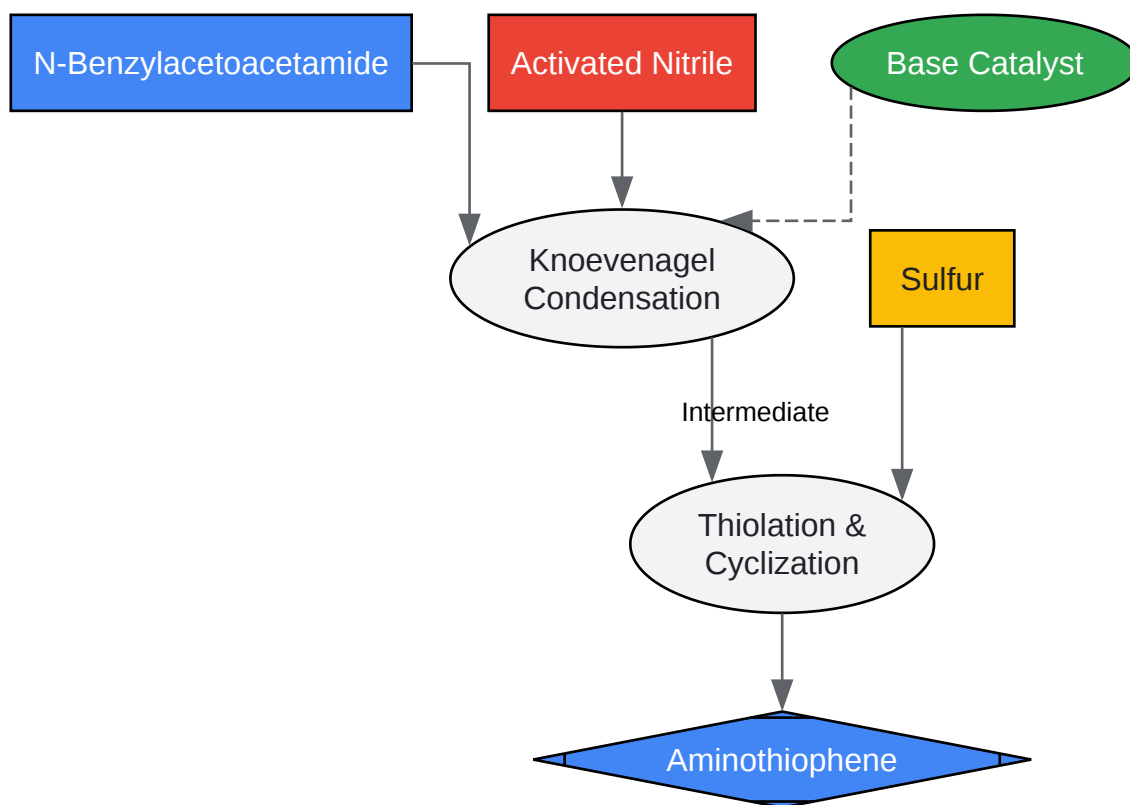 N-Benzylacetoacetamide
Activated Nitrile
Base Catalyst
Knoevenagel
Condensation
Sulfur
Intermediate
Thiolation &
Cyclization
Aminothiophene